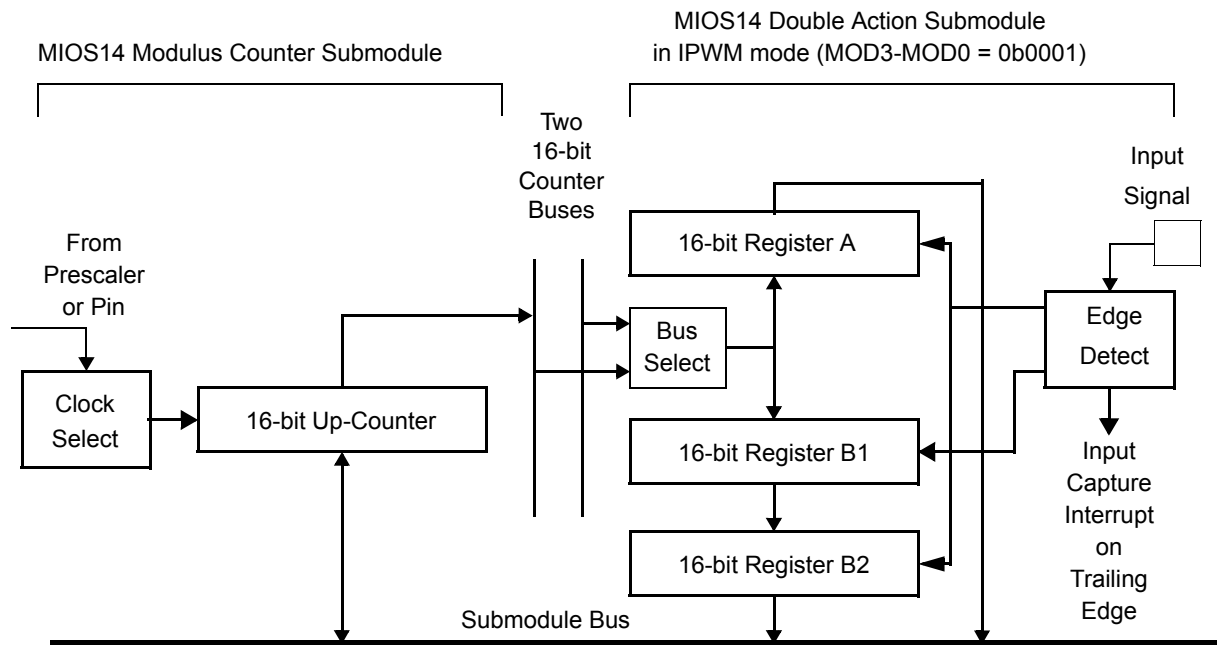 MIOS14 Modulus Counter Submodule
MIOS14 Double Action Submodule
in IPWM mode (MOD3-MOD0 = 0b0001)
Two
16-bit
Counter
Buses
Input
Signal
From
Prescaler
or Pin
16-bit Register A
Bus
Select
Edge
Detect
Clock
Select
16-bit Up-Counter
16-bit Register B1
Input
Capture
Interrupt
on
Trailing
Edge
16-bit Register B2
Submodule Bus